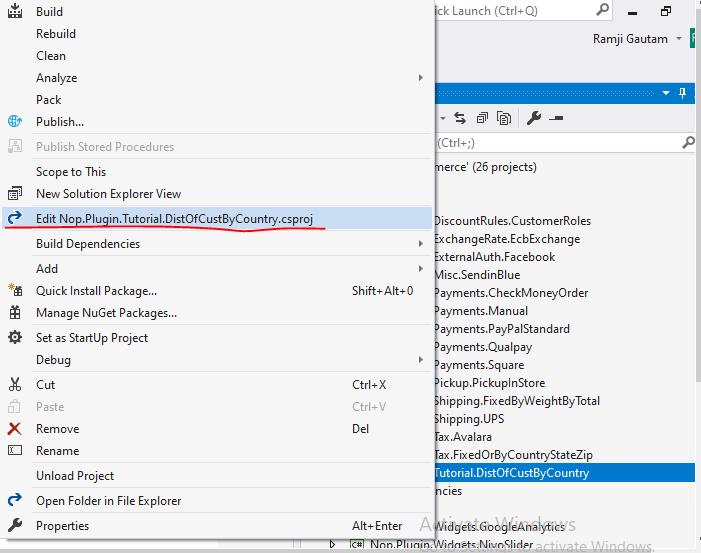 Build
Rebuild
Clean
Analyze
Pack
Publish...
Publish Stored Procedures
Scope to This
New Solution Explorer View
Edit Nop.Plugin.Tutorial.DistOfCustByCountry.csproj
Build Dependencies
Add
Quick Install Package... Shift+Alt+0
Manage NuGet Packages...
Set as StartUp Project
Debug
Cut Ctrl+X
Paste Ctrl+V
Remove Del
Rename
Unload Project
Open Folder in File Explorer
Properties Alt+Enter
ick Launch (Ctrl+Q)
Ramji Gautam
(Ctrl+;)
merce' (26 projects)
DiscountRules.CustomerRoles
ExchangeRate.EcbExchange
ExternalAuth.Facebook
Misc.SendinBlue
Payments.CheckMoneyOrder
Payments.Manual
Payments.PayPalStandard
Payments.Qualpay
Payments.Square
Pickup.PickupInStore
Shipping.FixedByWeightByTotal
Shipping.UPS
Tax.Avalara
Tax.FixedOrByCountryStateZip
Tutorial.DistOfCustByCountry
ncies
Activate Windows
Widgets.GoogleAnalytics
C# Nop.Plugin.Widgets.NivoSlider
to activate Windows.